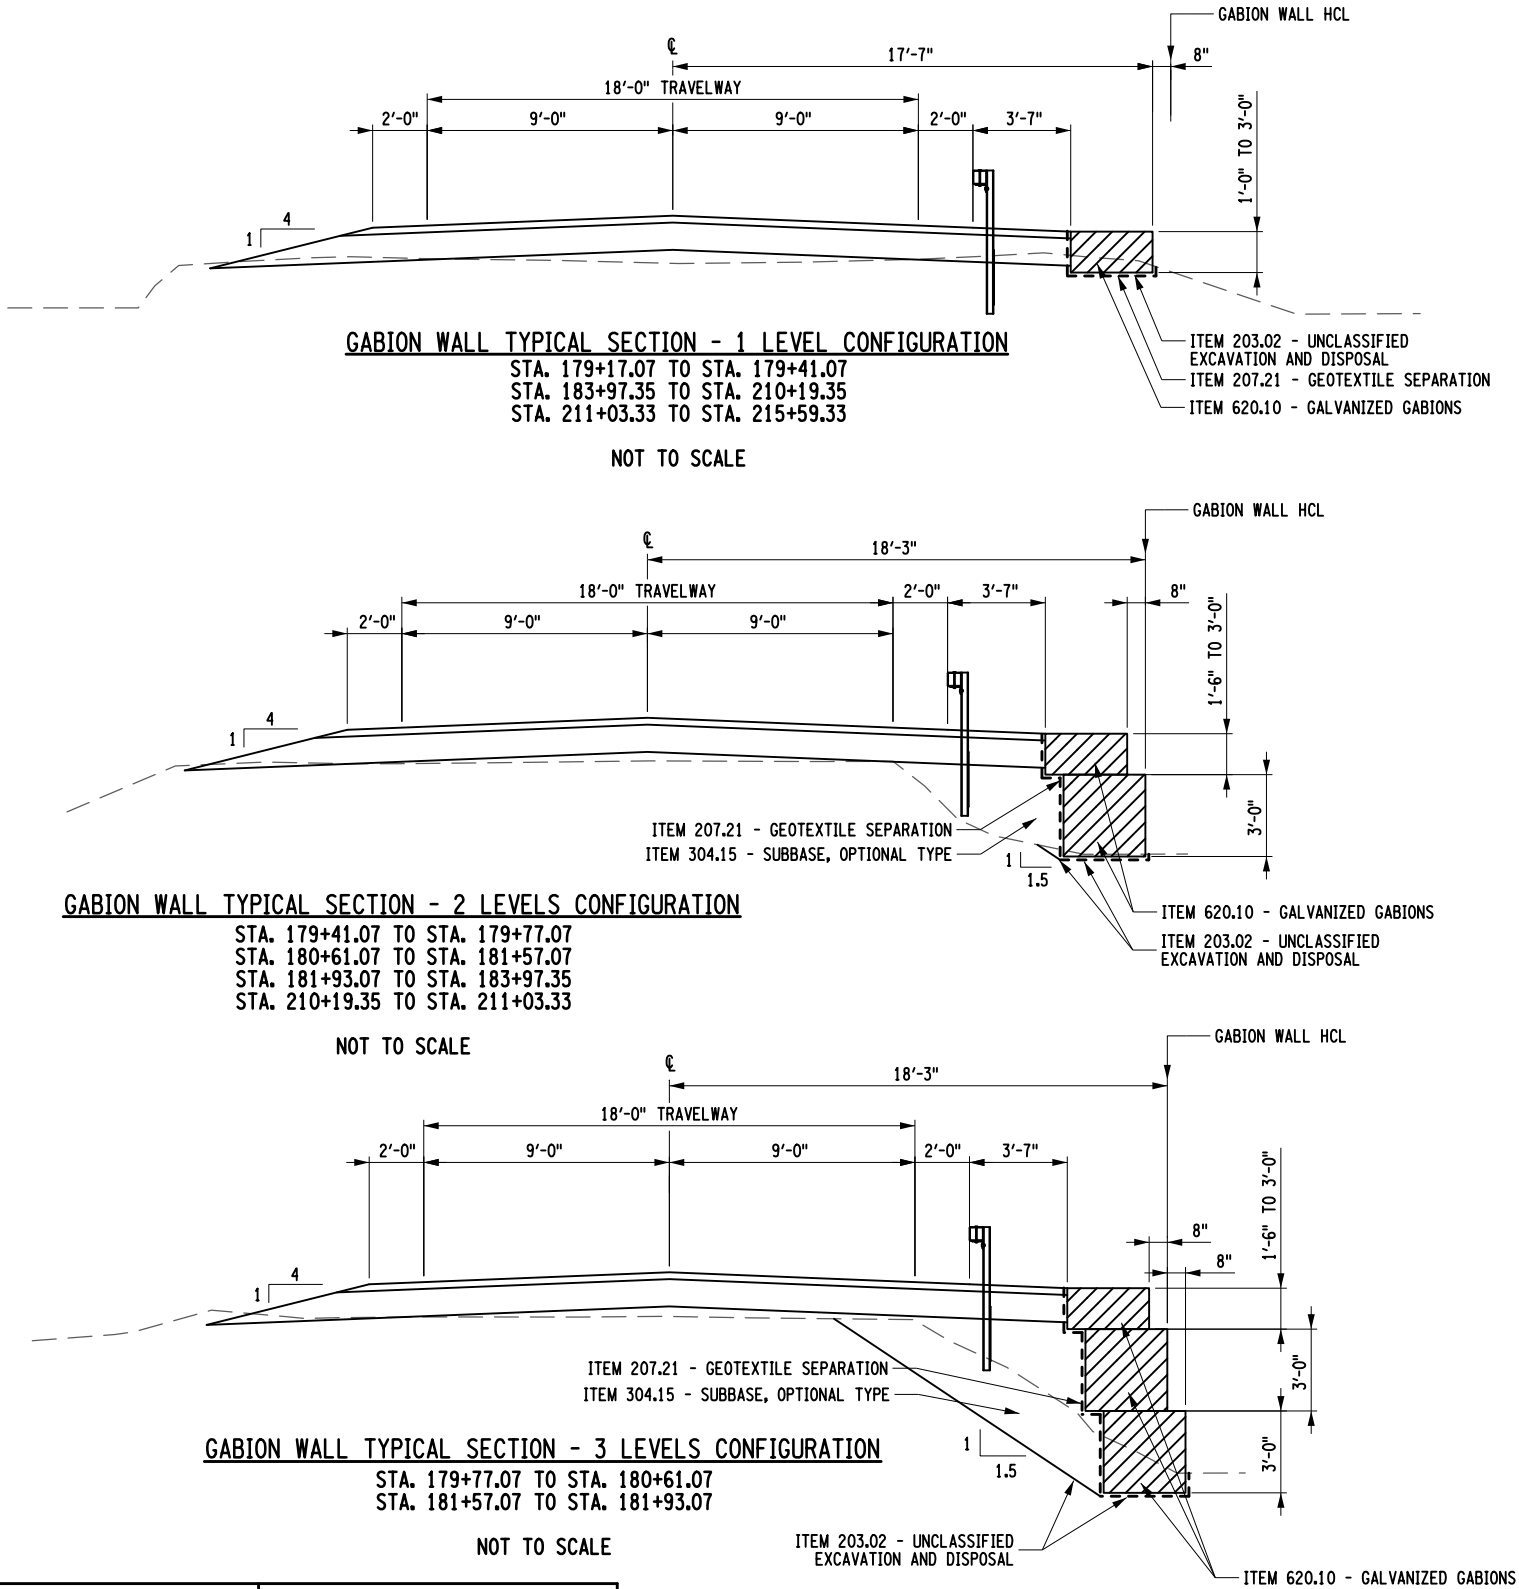 GABION WALL HCL
℄
17'-7"
8"
18'-0" TRAVELWAY
2'-0"
9'-0"
9'-0"
2'-0"
3'-7"
1'-0" TO 3'-0"
4
1
GABION WALL TYPICAL SECTION - 1 LEVEL CONFIGURATION
STA. 179+17.07 TO STA. 179+41.07
STA. 183+97.35 TO STA. 210+19.35
STA. 211+03.33 TO STA. 215+59.33
NOT TO SCALE
ITEM 203.02 - UNCLASSIFIED
EXCAVATION AND DISPOSAL
ITEM 207.21 - GEOTEXTILE SEPARATION
ITEM 620.10 - GALVANIZED GABIONS
GABION WALL HCL
℄
18'-3"
18'-0" TRAVELWAY
2'-0"
3'-7"
8"
2'-0"
9'-0"
9'-0"
1'-6" TO 3'-0"
4
1
3'-0"
ITEM 207.21 - GEOTEXTILE SEPARATION
ITEM 304.15 - SUBBASE, OPTIONAL TYPE
1
1.5
GABION WALL TYPICAL SECTION - 2 LEVELS CONFIGURATION
STA. 179+41.07 TO STA. 179+77.07
STA. 180+61.07 TO STA. 181+57.07
STA. 181+93.07 TO STA. 183+97.35
STA. 210+19.35 TO STA. 211+03.33
NOT TO SCALE
ITEM 620.10 - GALVANIZED GABIONS
ITEM 203.02 - UNCLASSIFIED
EXCAVATION AND DISPOSAL
GABION WALL HCL
℄
18'-3"
18'-0" TRAVELWAY
2'-0"
9'-0"
9'-0"
2'-0"
3'-7"
1'-6" TO 3'-0"
8"
8"
4
1
3'-0"
3'-0"
ITEM 207.21 - GEOTEXTILE SEPARATION
ITEM 304.15 - SUBBASE, OPTIONAL TYPE
1
1.5
GABION WALL TYPICAL SECTION - 3 LEVELS CONFIGURATION
STA. 179+77.07 TO STA. 180+61.07
STA. 181+57.07 TO STA. 181+93.07
NOT TO SCALE
ITEM 203.02 - UNCLASSIFIED
EXCAVATION AND DISPOSAL
ITEM 620.10 - GALVANIZED GABIONS